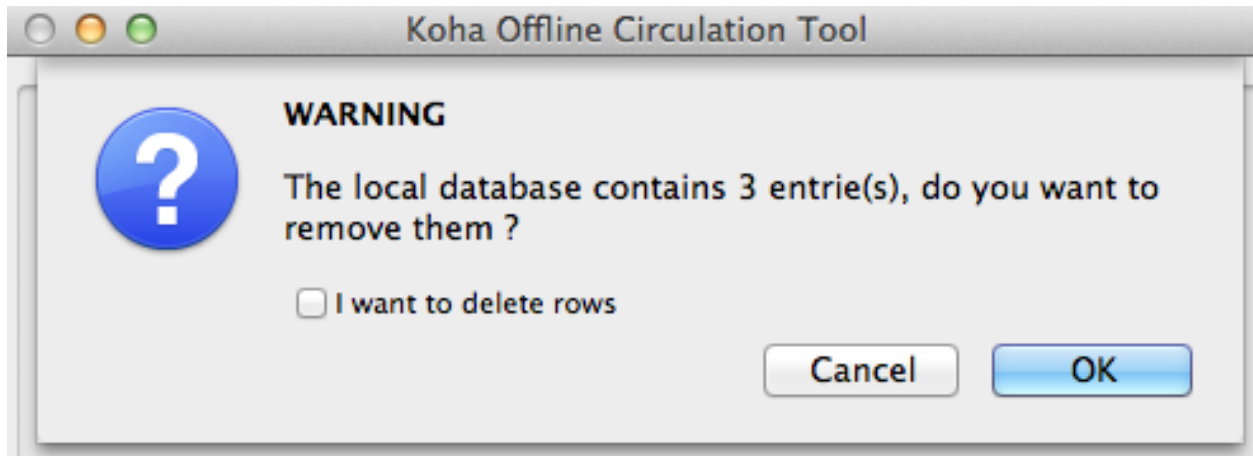 Koha Offline Circulation Tool
WARNING
The local database contains 3 entrie(s), do you want to
remove them ?
I want to delete rows
Cancel
OK